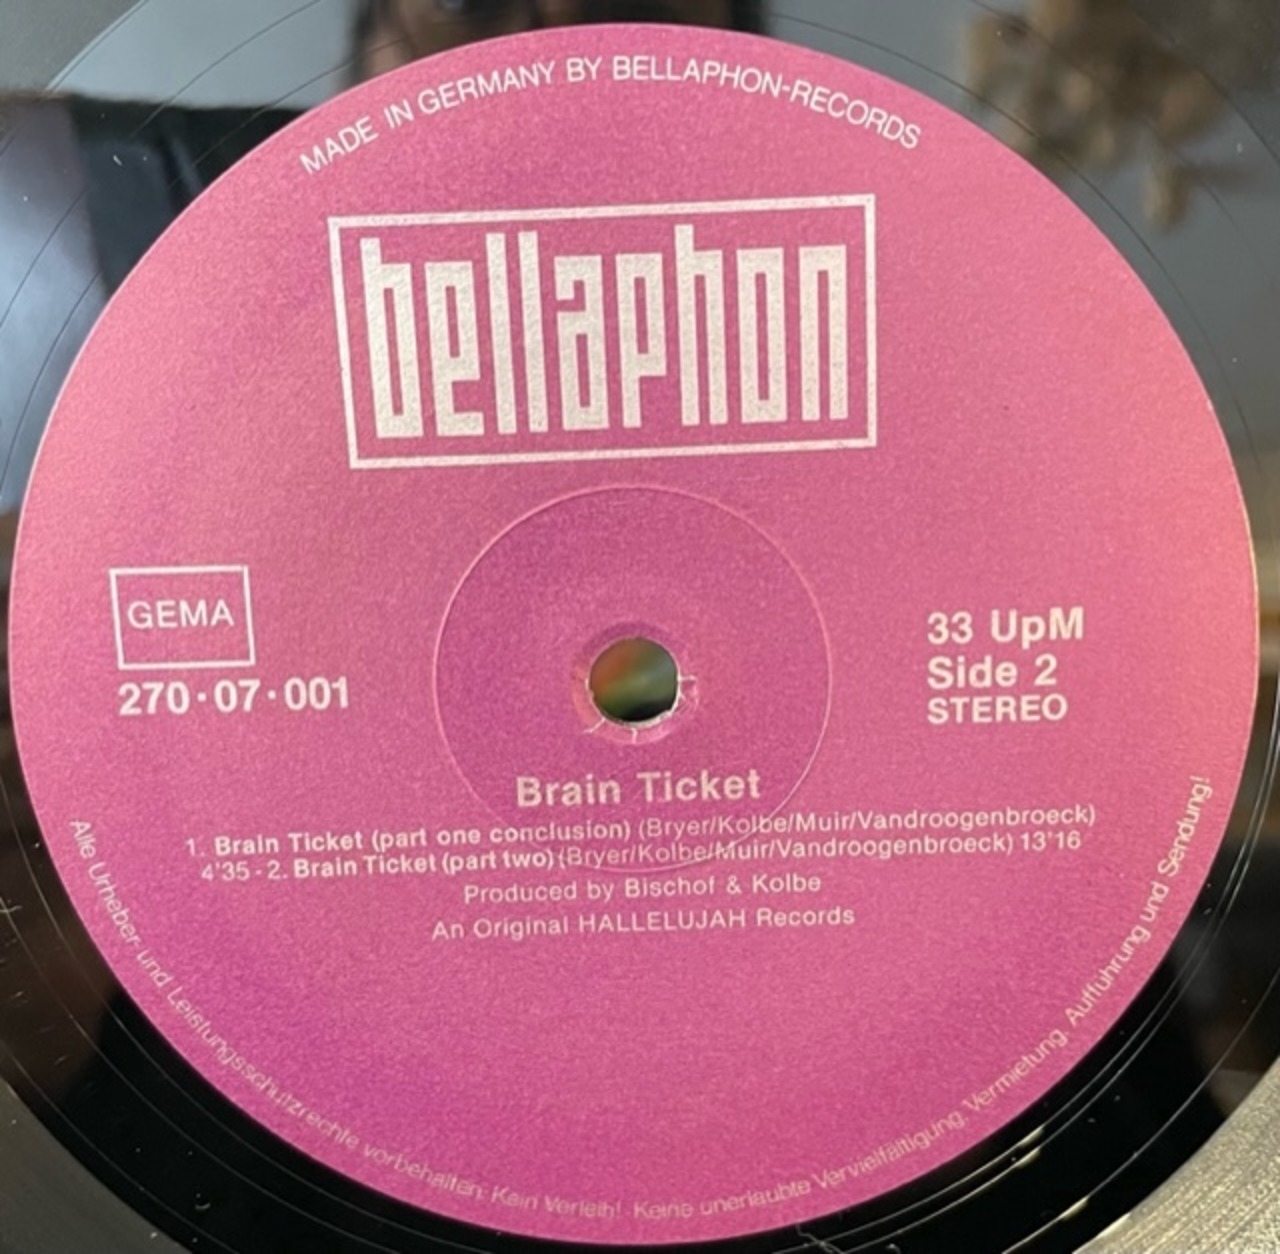 MADE IN GERMANY BY BELLAPHON-RECORDS
bellaphon
GEMA
270·07·001
33 UpM
Side 2
STEREO
Brain Ticket
1. Brain Ticket (part one conclusion) (Bryer/Kolbe/Muir/Vandroogenbroeck)
4'35 - 2. Brain Ticket (part two) (Bryer/Kolbe/Muir/Vandroogenbroeck) 13'16
Produced by Bischof & Kolbe
An Original HALLELUJAH Records
Alle Urheber- und Leistungsschutzrechte vorbehalten. Kein Verleih! Keine unerlaubte Vervielfältigung, Vermietung, Aufführung und Sendung!